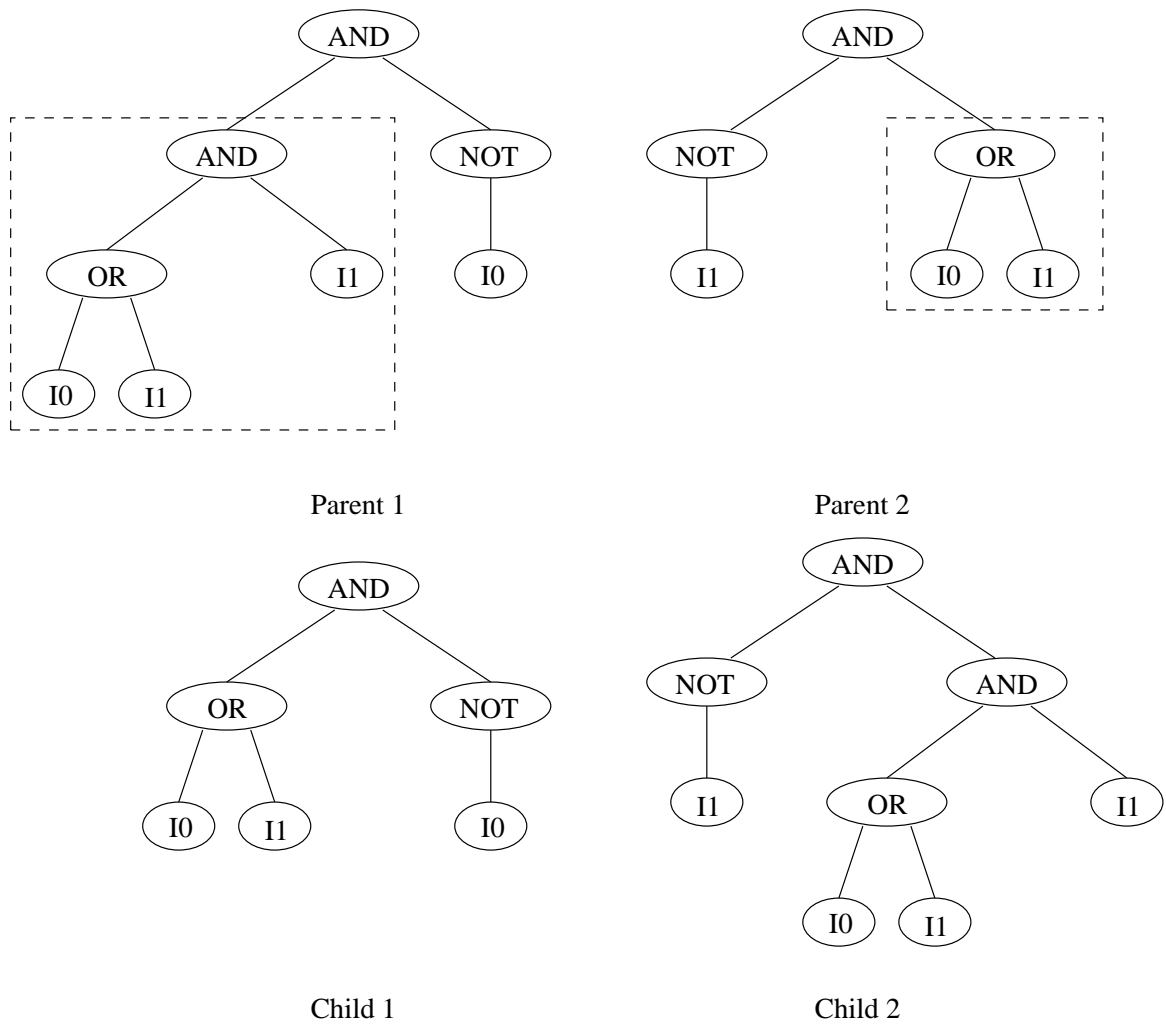 AND AND
AND NOT NOT OR
OR I1 I0 I1 I0 I1
I0 I1
Parent 1 Parent 2
AND
AND
NOT AND
OR NOT
I1 OR I1
I0 I1 I0
I0 I1
Child 1 Child 2